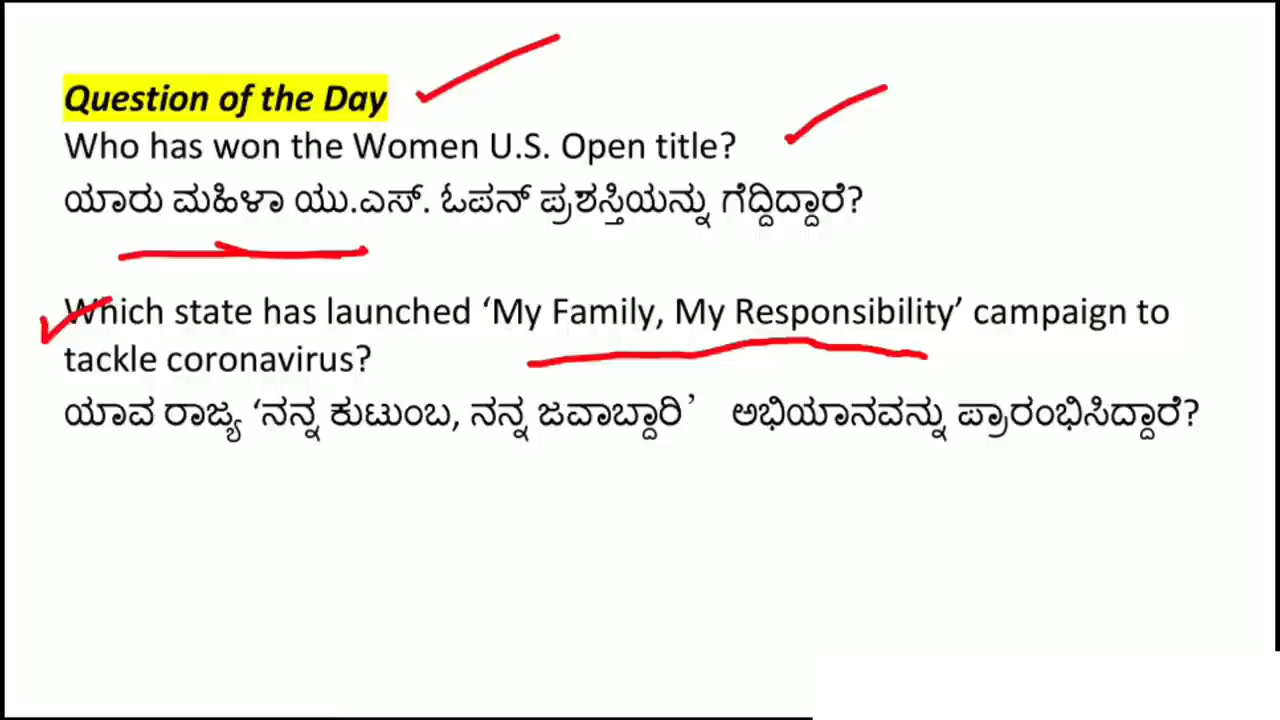 Question of the Day
Who has won the Women U.S. Open title?
ಯಾರು ಮಹಿಳಾ ಯು.ಎಸ್. ಓಪನ್ ಪ್ರಶಸ್ತಿಯನ್ನು ಗೆದ್ದಿದ್ದಾರೆ?
Which state has launched ‘My Family, My Responsibility’ campaign to
tackle coronavirus?
ಯಾವ ರಾಜ್ಯ ‘ನನ್ನ ಕುಟುಂಬ, ನನ್ನ ಜವಾಬ್ದಾರಿ’ ಅಭಿಯಾನವನ್ನು ಪ್ರಾರಂಭಿಸಿದ್ದಾರೆ?